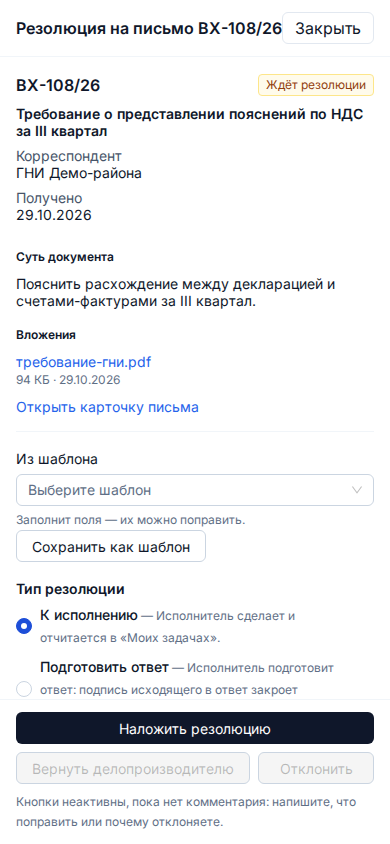 Резолюция на письмо ВХ-108/26
Закрыть
ВХ-108/26
Ждёт резолюции
Требование о представлении пояснений по НДС
за III квартал
Корреспондент
ГНИ Демо-района
Получено
29.10.2026
Суть документа
Пояснить расхождение между декларацией и
счетами-фактурами за III квартал.
Вложения
требование-гни.pdf
94 КБ · 29.10.2026
Открыть карточку письма
Из шаблона
Выберите шаблон
Заполнит поля — их можно поправить.
Сохранить как шаблон
Тип резолюции
К исполнению — Исполнитель сделает и
отчитается в «Моих задачах».
Подготовить ответ — Исполнитель подготовит
ответ: подпись исходящего в ответ закроет
Наложить резолюцию
Вернуть делопроизводителю
Отклонить
Кнопки неактивны, пока нет комментария: напишите, что
поправить или почему отклоняете.